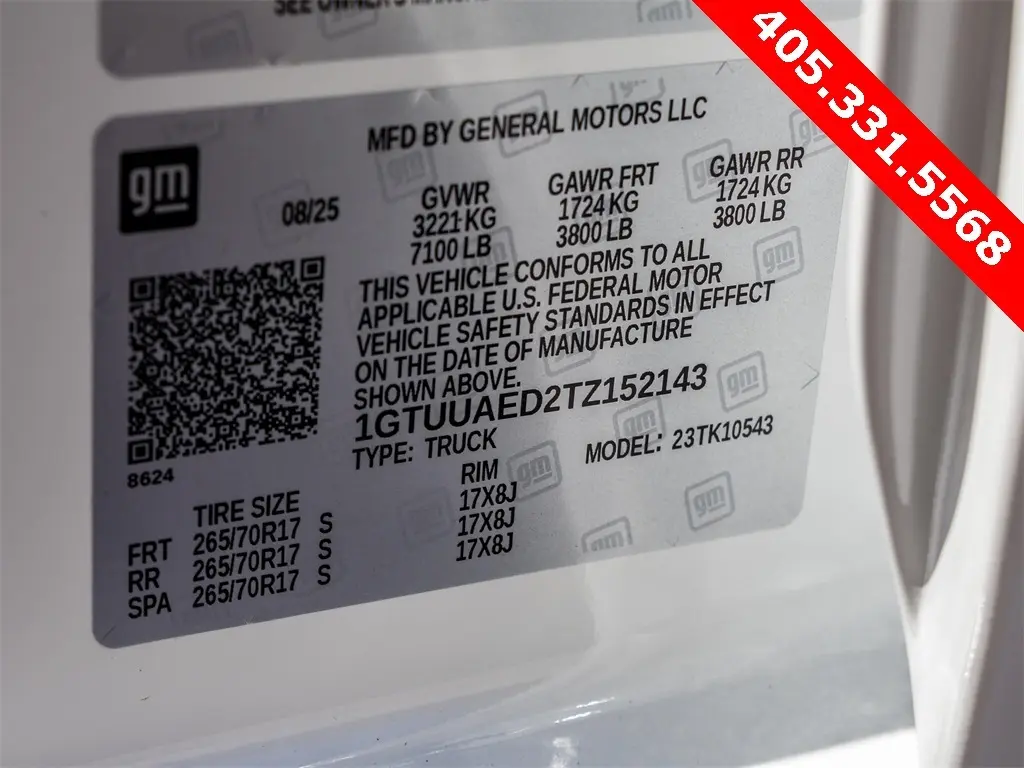 SEE OWNER'S MANUAL
405.331.5568
MFD BY GENERAL MOTORS LLC
gm
08/25
GVWR GAWR FRT GAWR RR
3221 KG 1724 KG 1724 KG
7100 LB 3800 LB 3800 LB
THIS VEHICLE CONFORMS TO ALL
APPLICABLE U.S. FEDERAL MOTOR
VEHICLE SAFETY STANDARDS IN EFFECT
ON THE DATE OF MANUFACTURE
SHOWN ABOVE.
1GTUUAED2TZ152143
TYPE: TRUCK MODEL: 23TK10543
8624
TIRE SIZE RIM
FRT 265/70R17 S 17X8J
RR 265/70R17 S 17X8J
SPA 265/70R17 S 17X8J